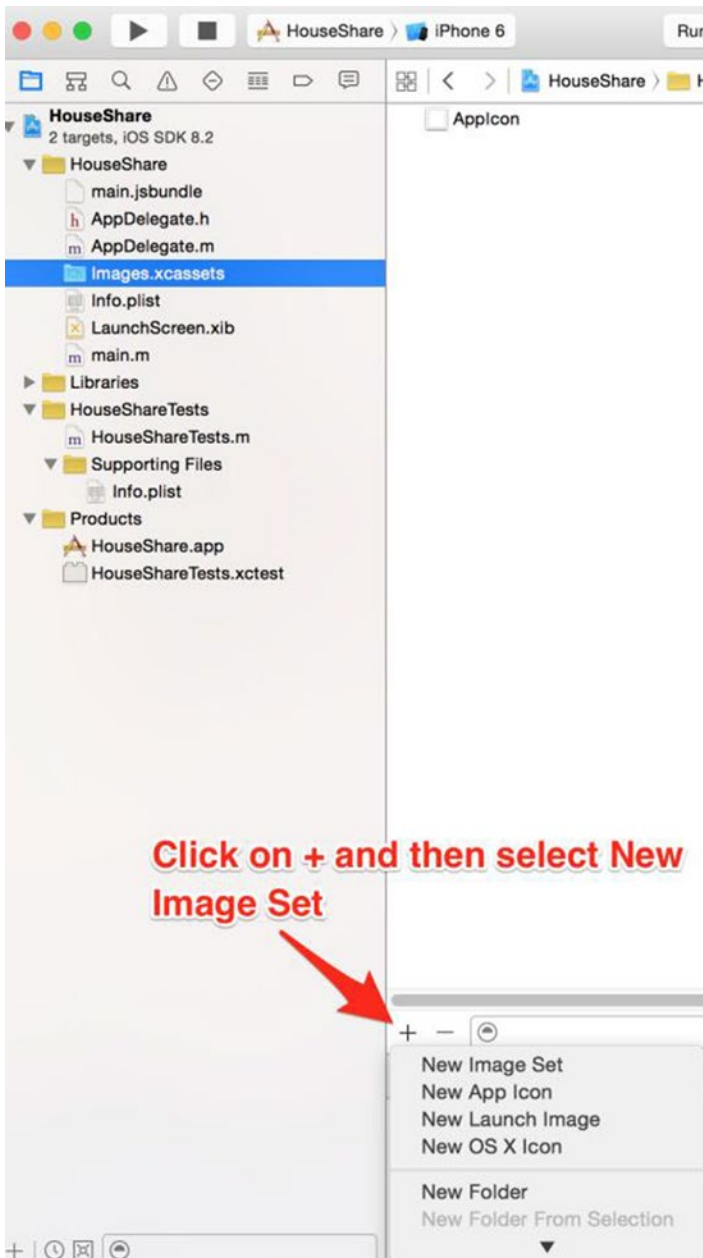 HouseShare iPhone 6
HouseShare
AppIcon
HouseShare
2 targets, iOS SDK 8.2
HouseShare
main.jsbundle
h AppDelegate.h
m AppDelegate.m
Images.xcassets
Info.plist
LaunchScreen.xib
m main.m
Libraries
HouseShareTests
m HouseShareTests.m
Supporting Files
Info.plist
Products
HouseShare.app
HouseShareTests.xctest
Click on + and then select New
Image Set
New Image Set
New App Icon
New Launch Image
New OS X Icon
New Folder
New Folder From Selection